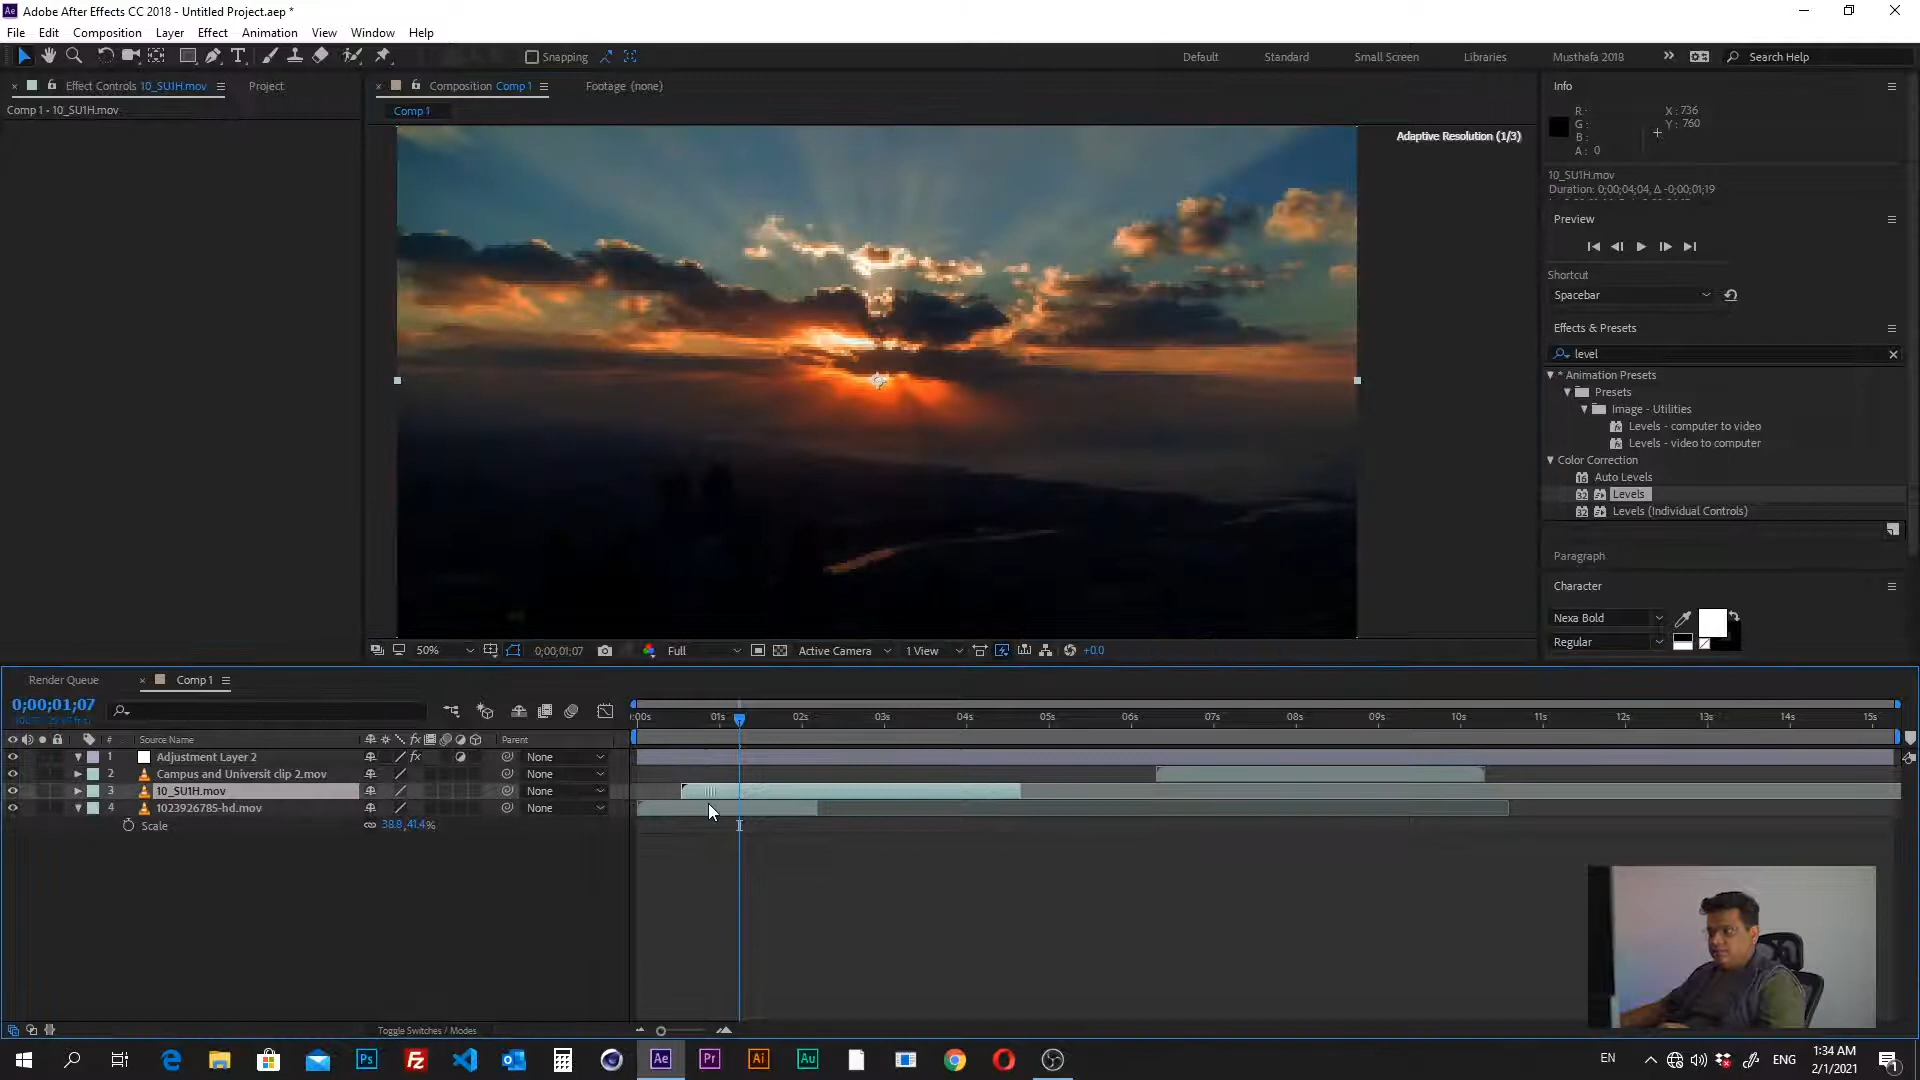 Adobe After Effects CC 2018 - Untitled Project.aep *
File Edit Composition Layer Effect Animation View Window Help
Snapping Default Standard Small Screen Libraries Musthafa 2018 Search Help
Effect Controls 10_SU1H.mov Project
Comp 1 - 10_SU1H.mov
Composition Comp 1 Footage (none)
Comp 1
Adaptive Resolution (1/3)
Info
R: X: 736
G: Y: 760
B:
A: 0
10_SU1H.mov
Duration: 0;00;04;04, Δ -0;00;01;19
Preview
Shortcut
Spacebar
Effects & Presets
level
* Animation Presets
Presets
Image - Utilities
Levels - computer to video
Levels - video to computer
Color Correction
Auto Levels
Levels
Levels (Individual Controls)
Paragraph
Character
Nexa Bold
Regular
50% 0;00;01;07 Full Active Camera 1 View +0.0
Render Queue Comp 1
0;00;01;07
:00s 01s 02s 03s 04s 05s 06s 07s 08s 09s 10s 11s 12s 13s 14s 15s
# Source Name fx Parent
1 Adjustment Layer 2 fx None
2 Campus and Universit clip 2.mov None
3 10_SU1H.mov None
4 1023926785-hd.mov None
Scale 38.8,41.4%
Toggle Switches / Modes
Ps Fz Ae Pr Ai Au
EN ENG 1:34 AM
2/1/2021
1